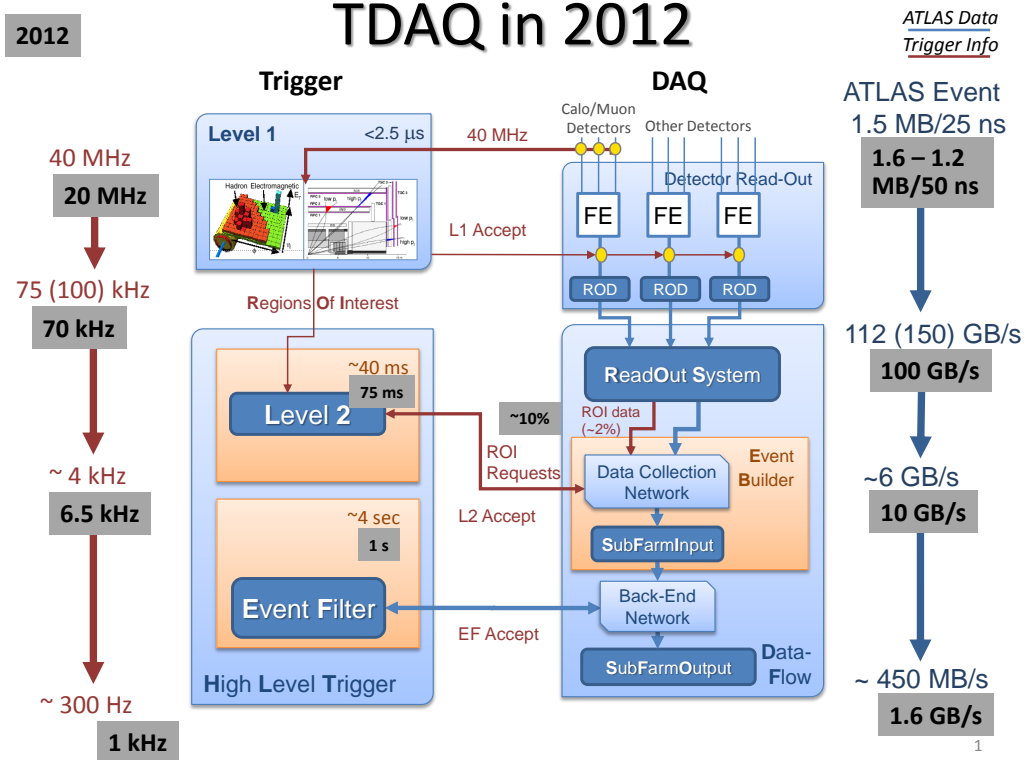 2012
TDAQ in 2012
ATLAS Data
Trigger Info
Trigger
DAQ
ATLAS Event
1.5 MB/25 ns
1.6 – 1.2
MB/50 ns
40 MHz
20 MHz
75 (100) kHz
70 kHz
~ 4 kHz
6.5 kHz
~ 300 Hz
1 kHz
Level 1
<2.5 μs
Hadron Electromagnetic
low p
high p
40 MHz
Calo/Muon
Detectors
Other Detectors
Detector Read-Out
FE
FE
FE
L1 Accept
ROD
ROD
ROD
Regions Of Interest
~40 ms
75 ms
Level 2
~10%
ROI data
(~2%)
ROI
Requests
L2 Accept
~4 sec
1 s
Event Filter
EF Accept
High Level Trigger
ReadOut System
Event
Builder
Data Collection
Network
SubFarmInput
Back-End
Network
SubFarmOutput
Data-
Flow
112 (150) GB/s
100 GB/s
~6 GB/s
10 GB/s
~ 450 MB/s
1.6 GB/s
1